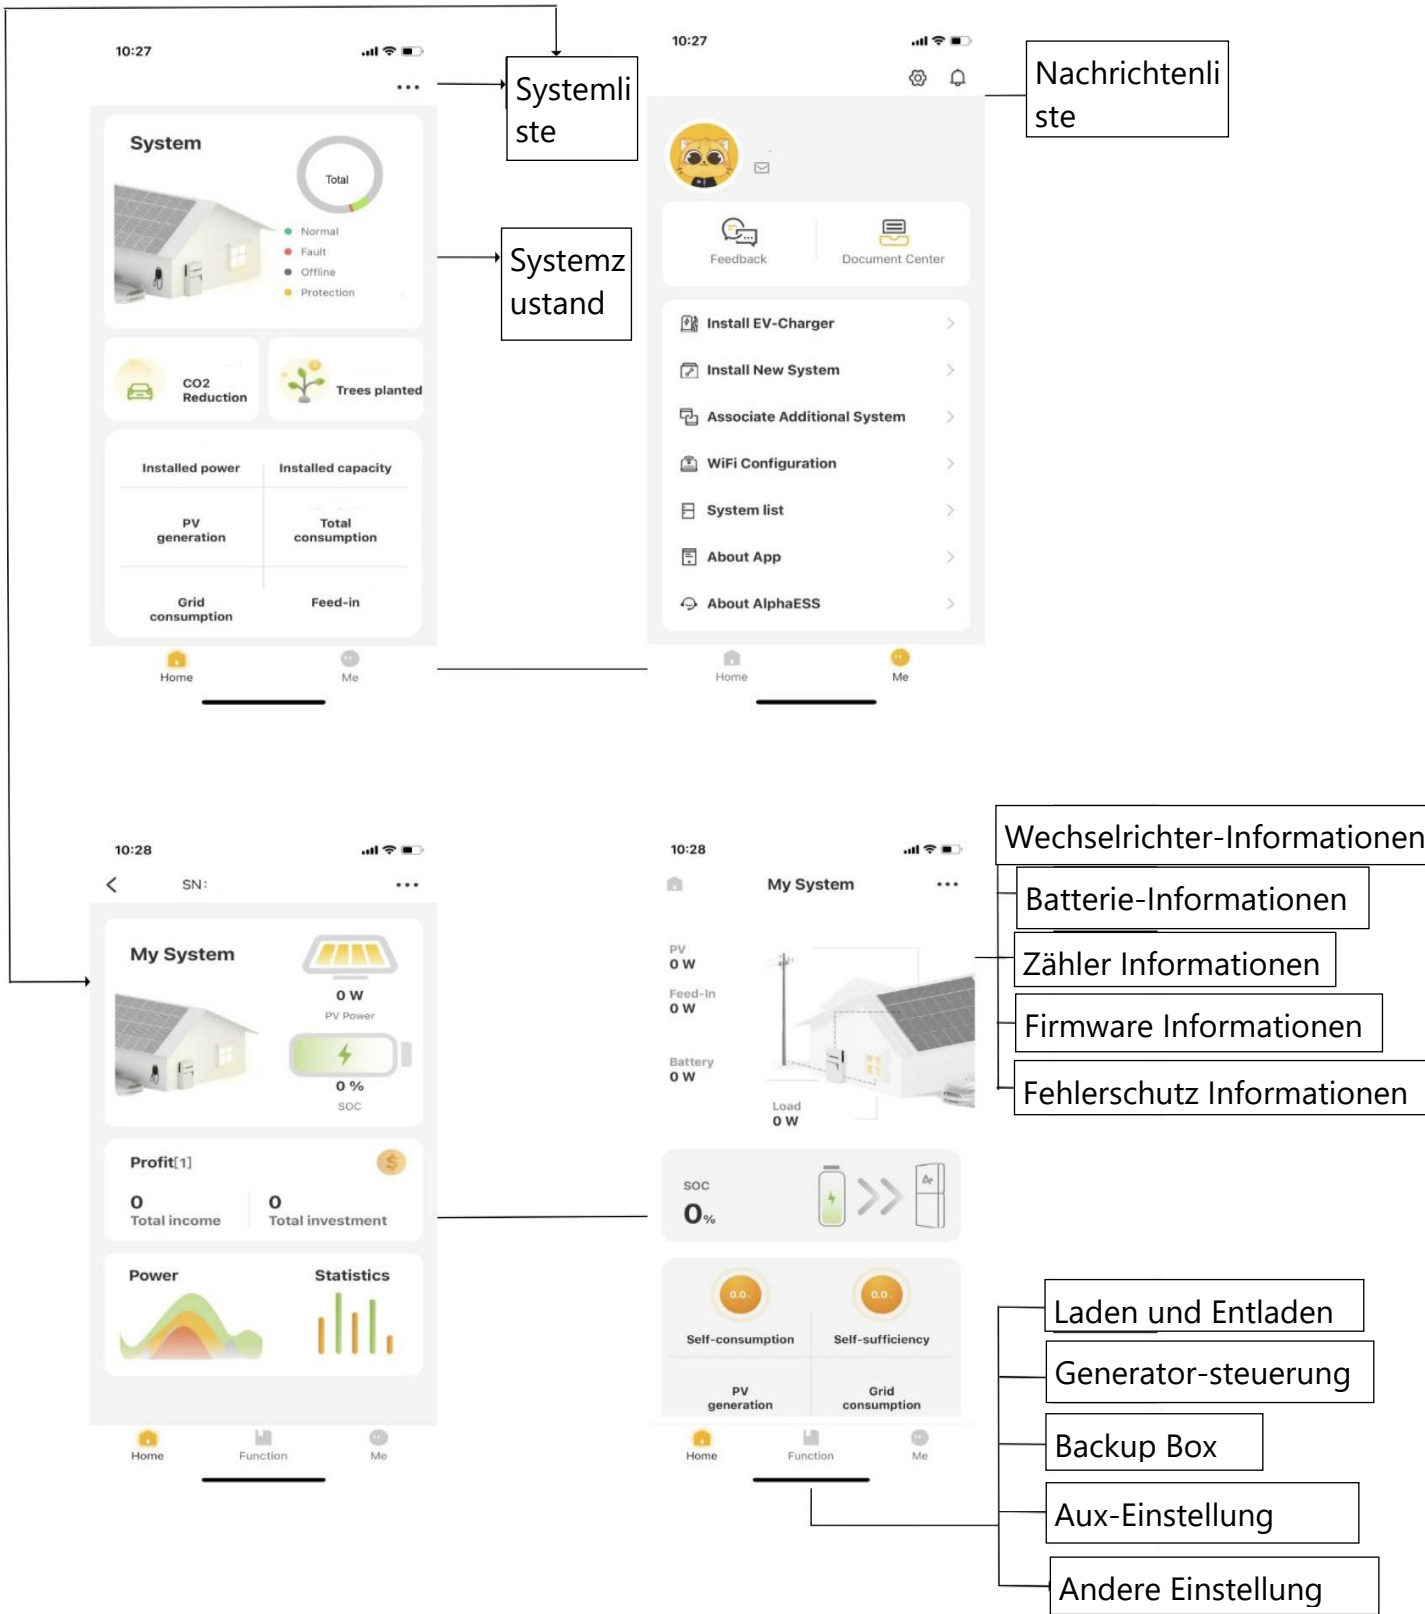 10:27
System
Total
Normal
Fault
Offline
Protection
CO2
Reduction
Trees planted
Installed power
Installed capacity
PV
generation
Total
consumption
Grid
consumption
Feed-in
Home
Me
Systemli
ste
Systemz
ustand
10:27
Feedback
Document Center
Install EV-Charger
Install New System
Associate Additional System
WiFi Configuration
System list
About App
About AlphaESS
Home
Me
Nachrichtenli
ste
10:28
SN:
My System
0 W
PV Power
0 %
SOC
Profit[1]
0
Total income
0
Total investment
Power
Statistics
Home
Function
Me
10:28
My System
PV
0 W
Feed-In
0 W
Battery
0 W
Load
0 W
SOC
0%
0.0
0.0
Self-consumption
Self-sufficiency
PV
generation
Grid
consumption
Home
Function
Me
Wechselrichter-Informationen
Batterie-Informationen
Zähler Informationen
Firmware Informationen
Fehlerschutz Informationen
Laden und Entladen
Generator-steuerung
Backup Box
Aux-Einstellung
Andere Einstellung